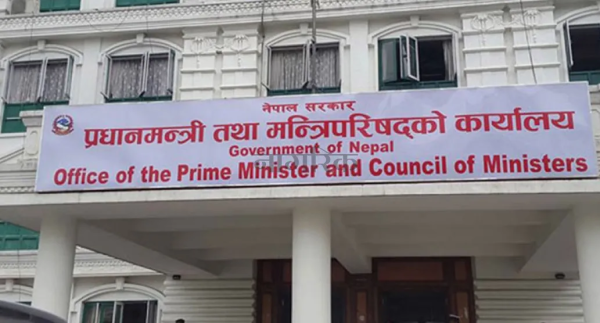 नेपाल सरकार
प्रधानमन्त्री तथा मन्त्रिपरिषद्को कार्यालय
Government of Nepal
नागरिक
Office of the Prime Minister and Council of Ministers